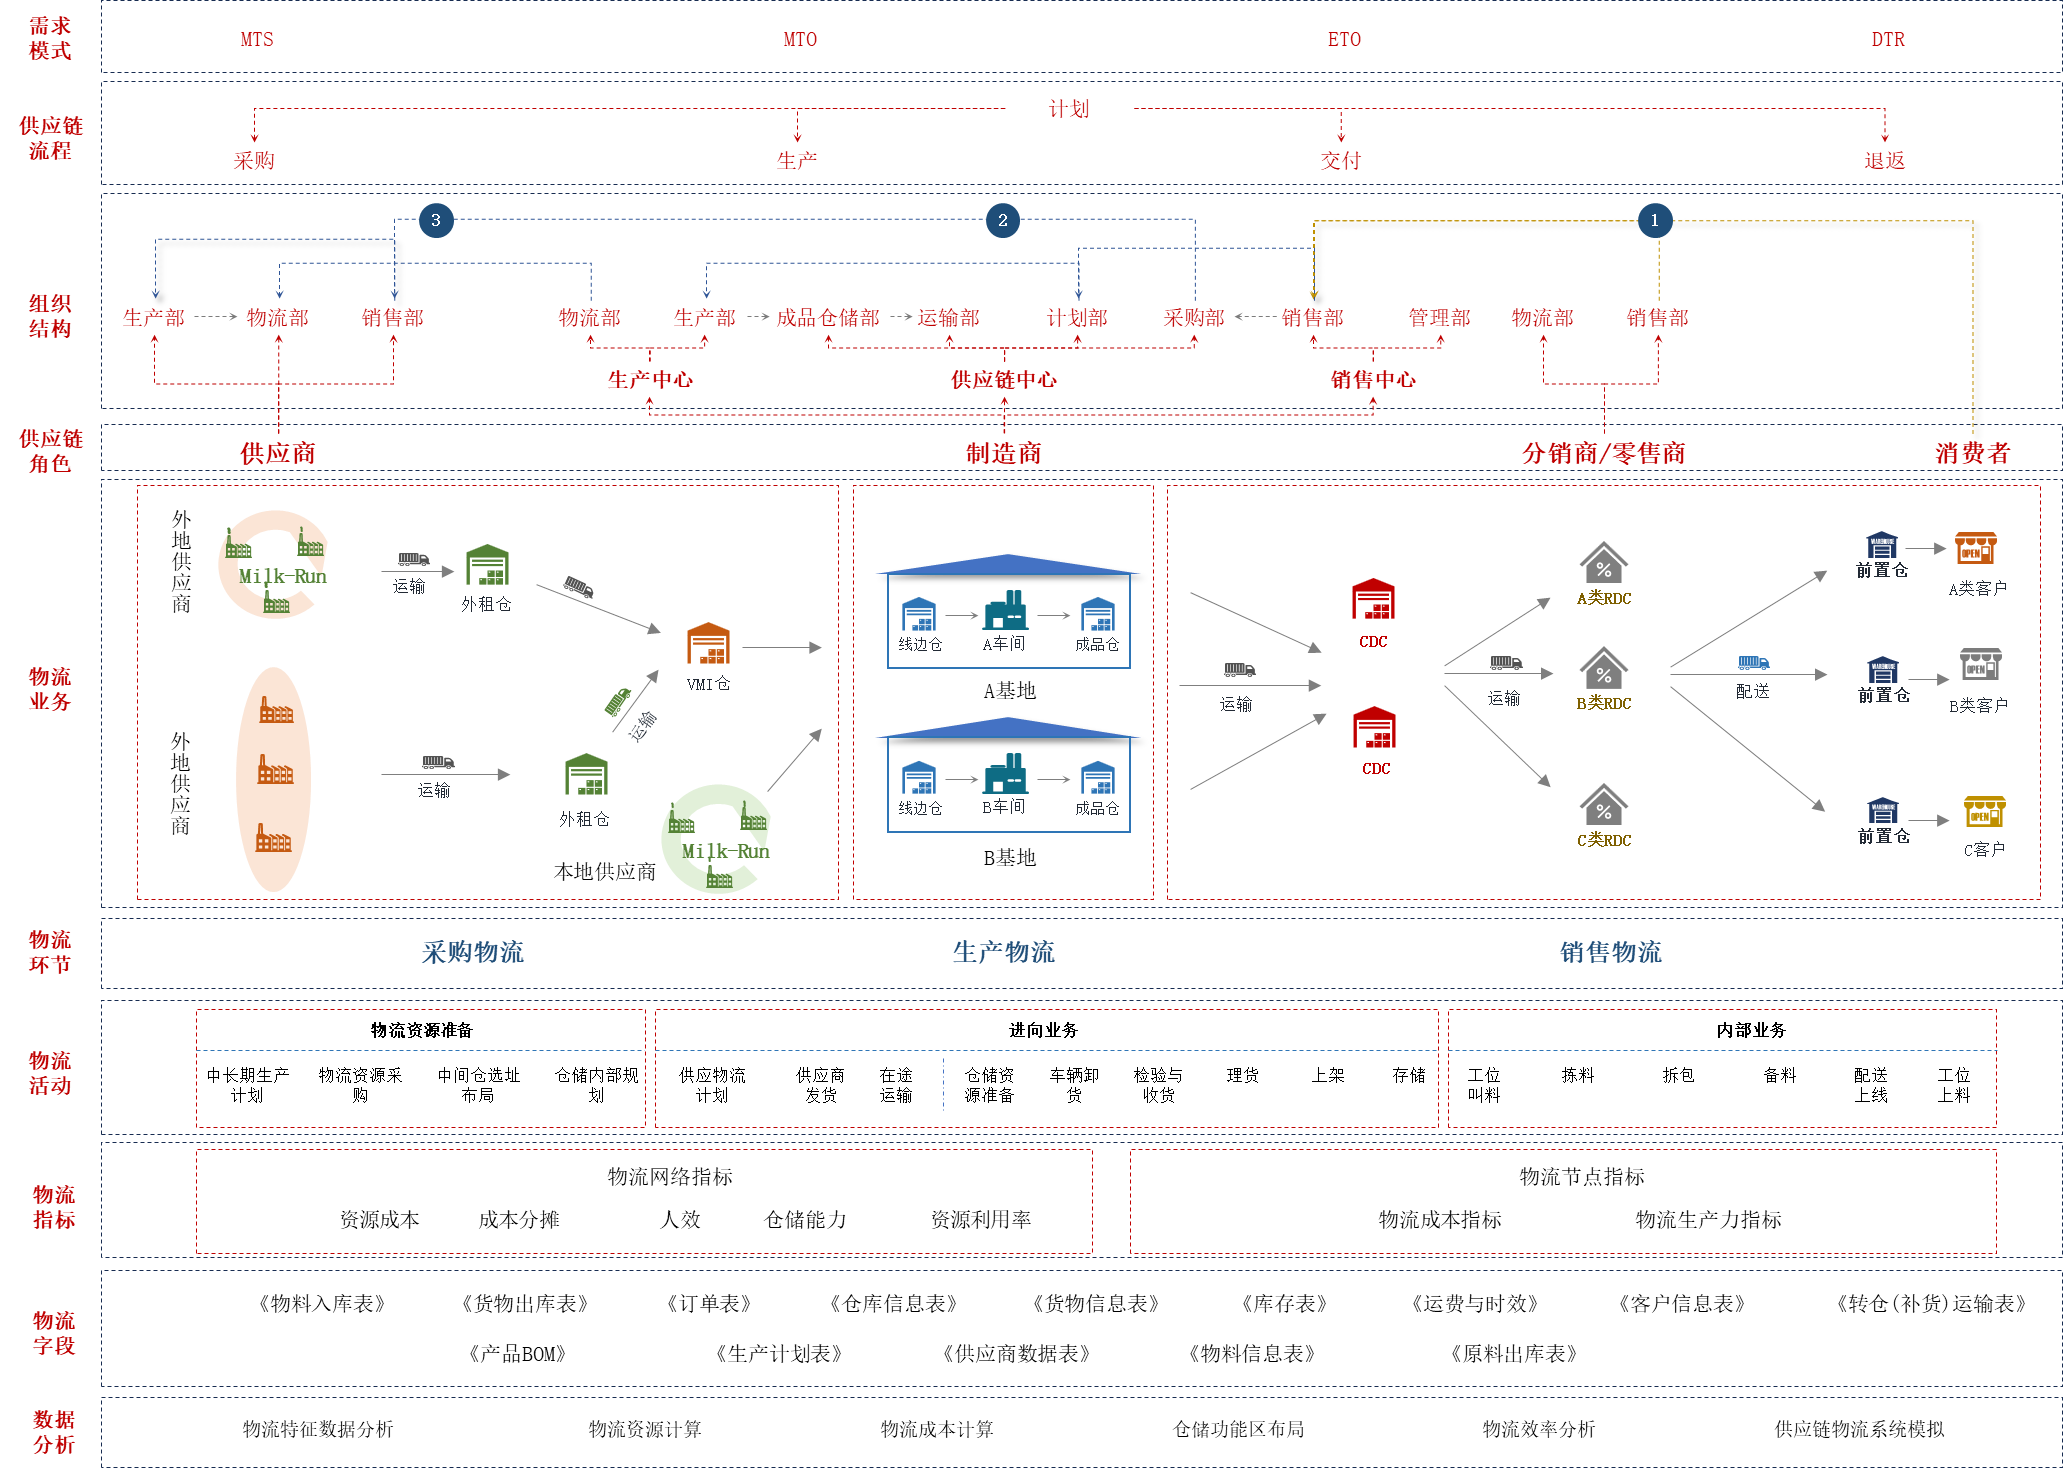 需求
模式
MTS
MTO
ETO
DTR
供应链
流程
计划
采购
生产
交付
退返
组织
结构
3
2
1
生产部
物流部
销售部
物流部
生产部
成品仓储部
运输部
计划部
采购部
销售部
管理部
物流部
销售部
生产中心
供应链中心
销售中心
供应链
角色
供应商
制造商
分销商/零售商
消费者
物流
业务
外地供应商
Milk-Run
运输
外租仓
VMI仓
运输
外地供应商
运输
外租仓
本地供应商
Milk-Run
线边仓
A车间
成品仓
A基地
线边仓
B车间
成品仓
B基地
运输
CDC
CDC
运输
A类RDC
B类RDC
C类RDC
配送
WAREHOUSE
前置仓
OPEN
A类客户
WAREHOUSE
前置仓
OPEN
B类客户
WAREHOUSE
前置仓
OPEN
C客户
物流
环节
采购物流
生产物流
销售物流
物流
活动
物流资源准备
中长期生产
计划
物流资源采
购
中间仓选址
布局
仓储内部规
划
进向业务
供应物流
计划
供应商
发货
在途
运输
仓储资
源准备
车辆卸
货
检验与
收货
理货
上架
存储
内部业务
工位
叫料
拣料
拆包
备料
配送
上线
工位
上料
物流
指标
物流网络指标
资源成本
成本分摊
人效
仓储能力
资源利用率
物流节点指标
物流成本指标
物流生产力指标
物流
字段
《物料入库表》
《货物出库表》
《订单表》
《仓库信息表》
《货物信息表》
《库存表》
《运费与时效》
《客户信息表》
《转仓(补货)运输表》
《产品BOM》
《生产计划表》
《供应商数据表》
《物料信息表》
《原料出库表》
数据
分析
物流特征数据分析
物流资源计算
物流成本计算
仓储功能区布局
物流效率分析
供应链物流系统模拟